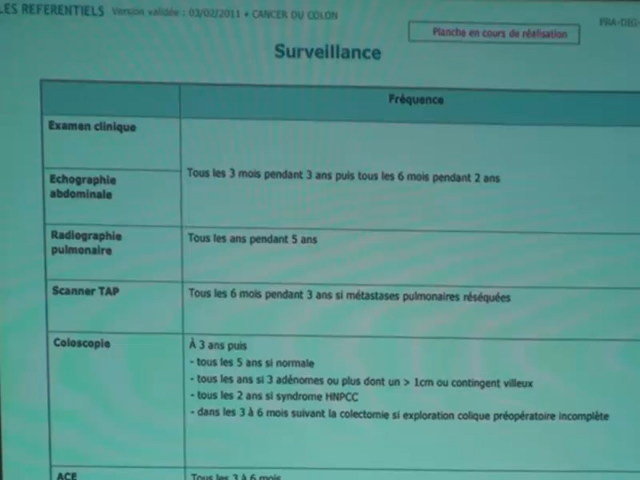 LES REFERENTIELS Version validée : 03/02/2011 • CANCER DU COLON
Planche en cours de réalisation
Surveillance
Fréquence
Examen clinique
Echographie
abdominale
Tous les 3 mois pendant 3 ans puis tous les 6 mois pendant 2 ans
Radiographie
pulmonaire
Tous les ans pendant 5 ans
Scanner TAP
Tous les 6 mois pendant 3 ans si métastases pulmonaires réséquées
Coloscopie
À 3 ans puis
- tous les 5 ans si normale
- tous les ans si 3 adénomes ou plus dont un > 1cm ou contingent villeux
- tous les 2 ans si syndrome HNPCC
- dans les 3 à 6 mois suivant la colectomie si exploration colique préopératoire incomplète
ACE
Tous les 3 à 6 mois